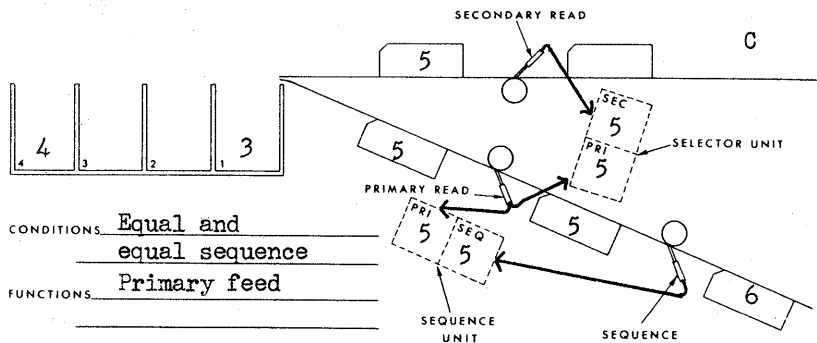 SECONDARY READ
C
5
SEC
5
4
3
4
3
2
1
5
PRI
5
SELECTOR UNIT
PRIMARY READ
5
PRI
5
SEQ
5
6
CONDITIONS Equal and
equal sequence
FUNCTIONS Primary feed
SEQUENCE
UNIT
SEQUENCE